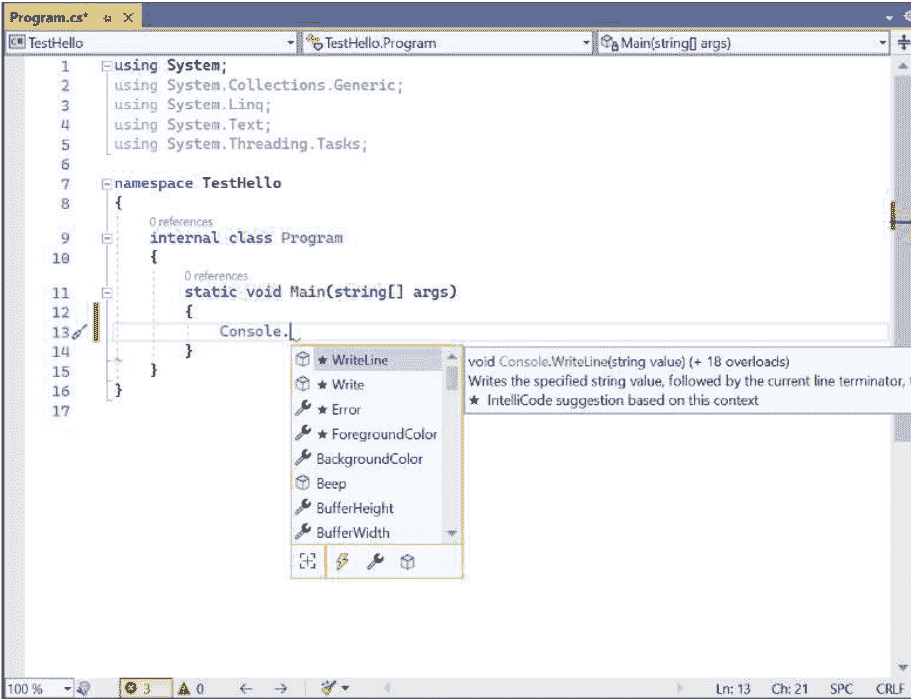 Program.cs*
TestHello TestHello.Program Main(string[] args)
1 using System;
2 using System.Collections.Generic;
3 using System.Linq;
4 using System.Text;
5 using System.Threading.Tasks;
6
7 namespace TestHello
8 {
0 references
9 internal class Program
10 {
0 references
11 static void Main(string[] args)
12 {
13 Console.
14 }
15 }
16 }
17
★ WriteLine
★ Write
★ Error
★ ForegroundColor
BackgroundColor
Beep
BufferHeight
BufferWidth
void Console.WriteLine(string value) (+ 18 overloads)
Writes the specified string value, followed by the current line terminator,
★ IntelliCode suggestion based on this context
100 % 3 0 Ln: 13 Ch: 21 SPC CRLF